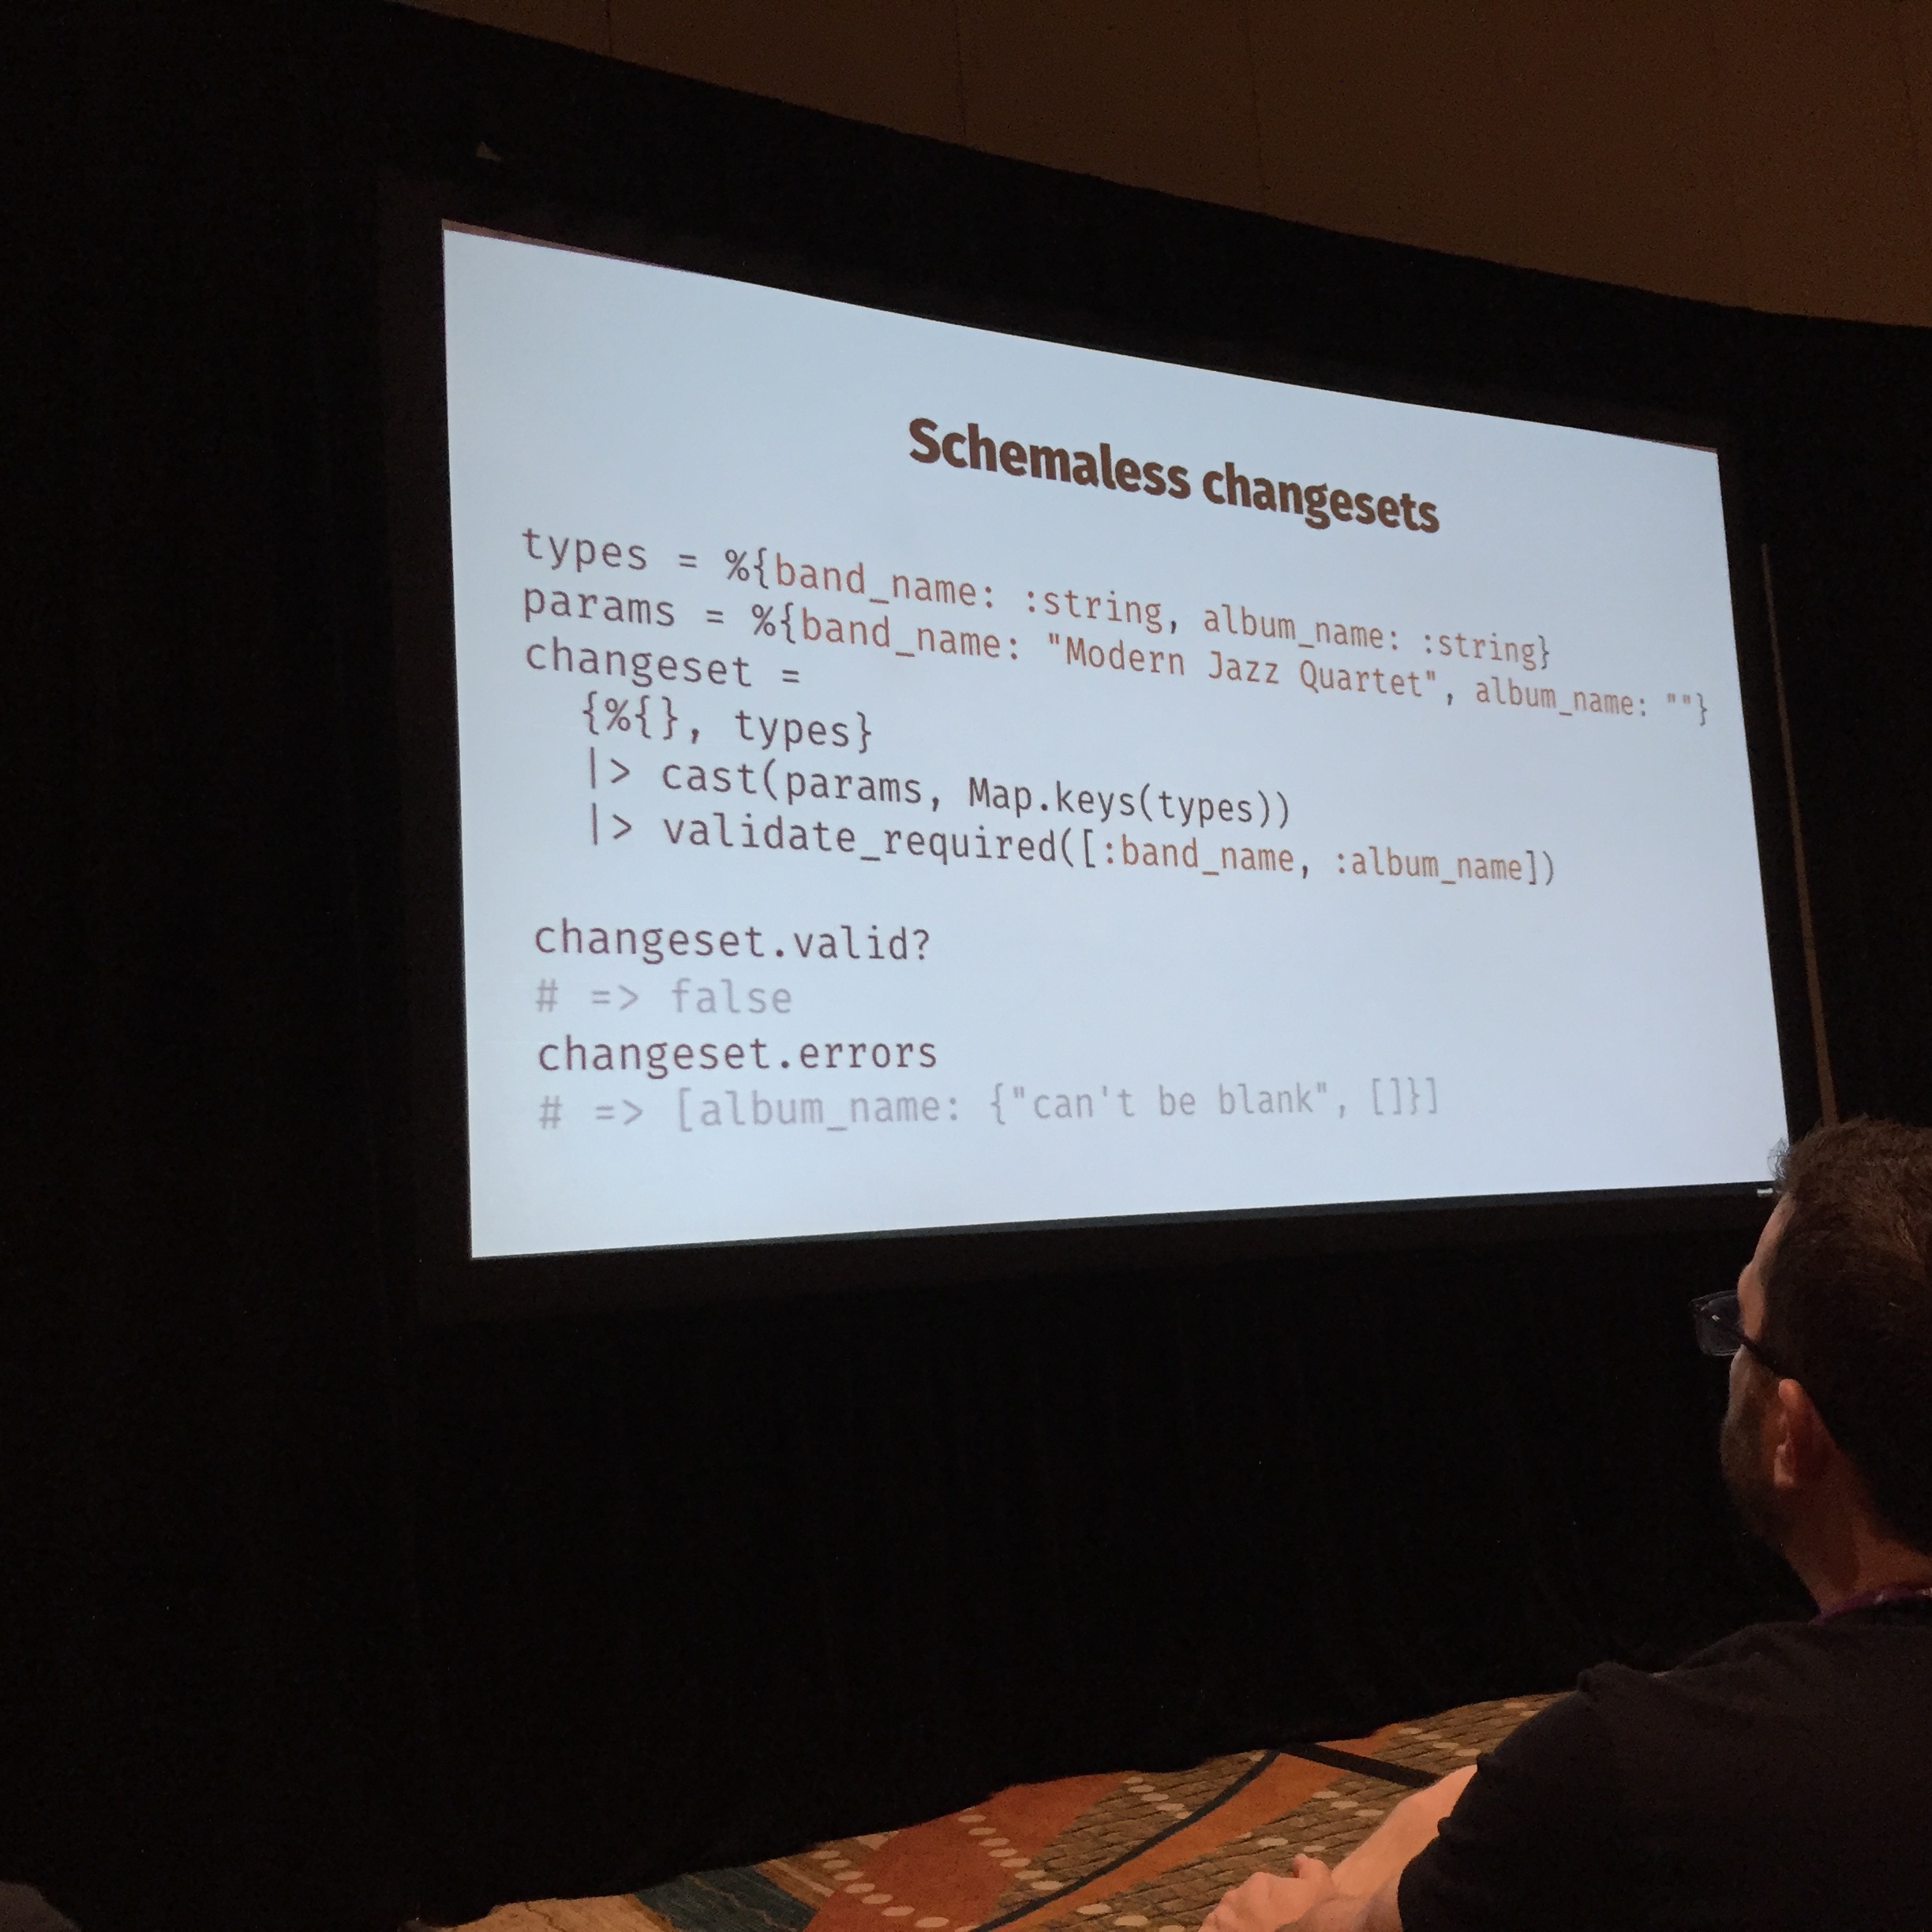 Schemaless changesets
types = %{band_name: :string, album_name: :string}
params = %{band_name: "Modern Jazz Quartet", album_name: ""}
changeset =
  {%{}, types}
  |> cast(params, Map.keys(types))
  |> validate_required([:band_name, :album_name])
changeset.valid?
# => false
changeset.errors
# => [album_name: {"can't be blank", []}]